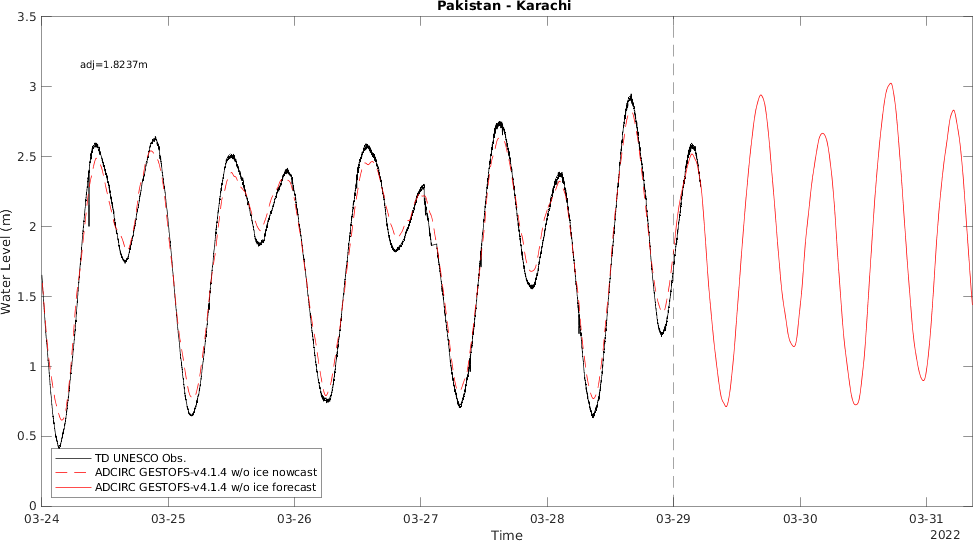 Pakistan - Karachi
adj=1.8237m
Water Level (m)
3.5
3
2.5
2
1.5
1
0.5
0
TD UNESCO Obs.
ADCIRC GESTOFS-v4.1.4 w/o ice nowcast
ADCIRC GESTOFS-v4.1.4 w/o ice forecast
03-24 03-25 03-26 03-27 03-28 03-29 03-30 03-31
Time
2022